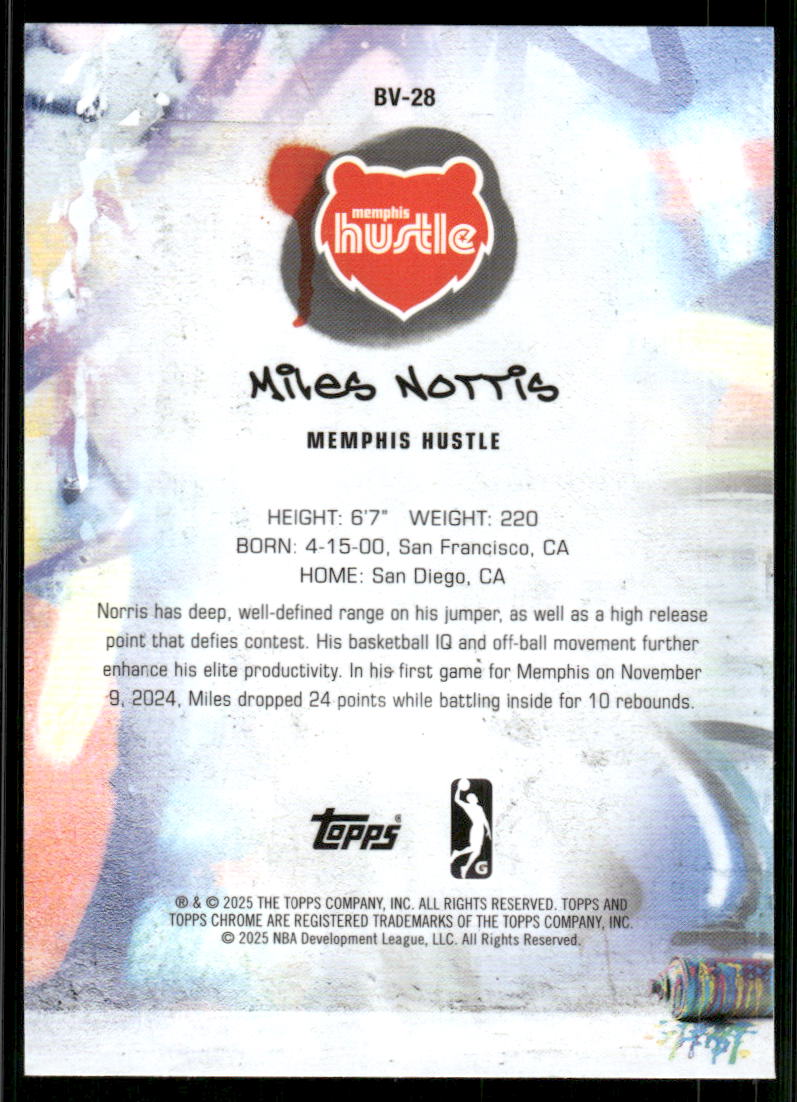 BV-28
memphis
hustle
Miles Norris
MEMPHIS HUSTLE
HEIGHT: 6'7" WEIGHT: 220
BORN: 4-15-00, San Francisco, CA
HOME: San Diego, CA
Norris has deep, well-defined range on his jumper, as well as a high release
point that defies contest. His basketball IQ and off-ball movement further
enhance his elite productivity. In his first game for Memphis on November
9, 2024, Miles dropped 24 points while battling inside for 10 rebounds.
topps®
G
® & © 2025 THE TOPPS COMPANY, INC. ALL RIGHTS RESERVED. TOPPS AND
TOPPS CHROME ARE REGISTERED TRADEMARKS OF THE TOPPS COMPANY, INC.
© 2025 NBA Development League, LLC. All Rights Reserved.